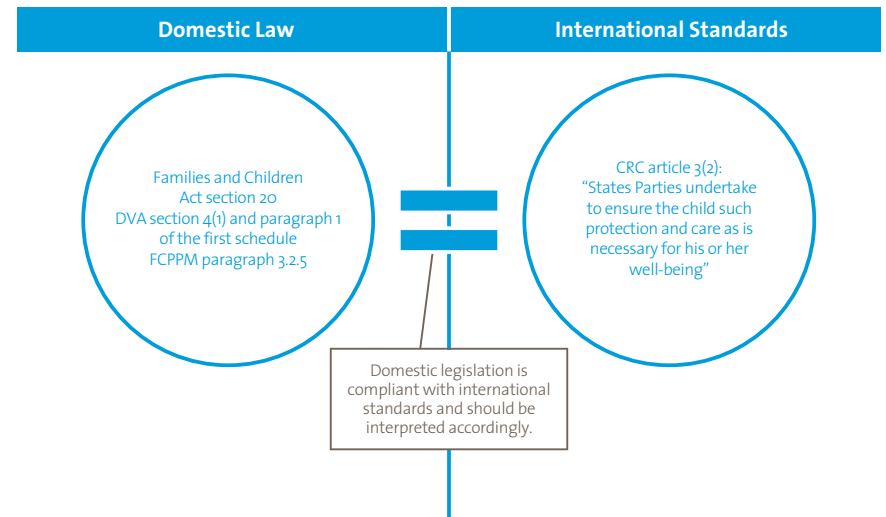 Domestic Law
International Standards
Families and Children
Act section 20
DVA section 4(1) and paragraph 1
of the first schedule
FCPPM paragraph 3.2.5
CRC article 3(2):
“States Parties undertake
to ensure the child such
protection and care as is
necessary for his or her
well-being”
Domestic legislation is
compliant with international
standards and should be
interpreted accordingly.